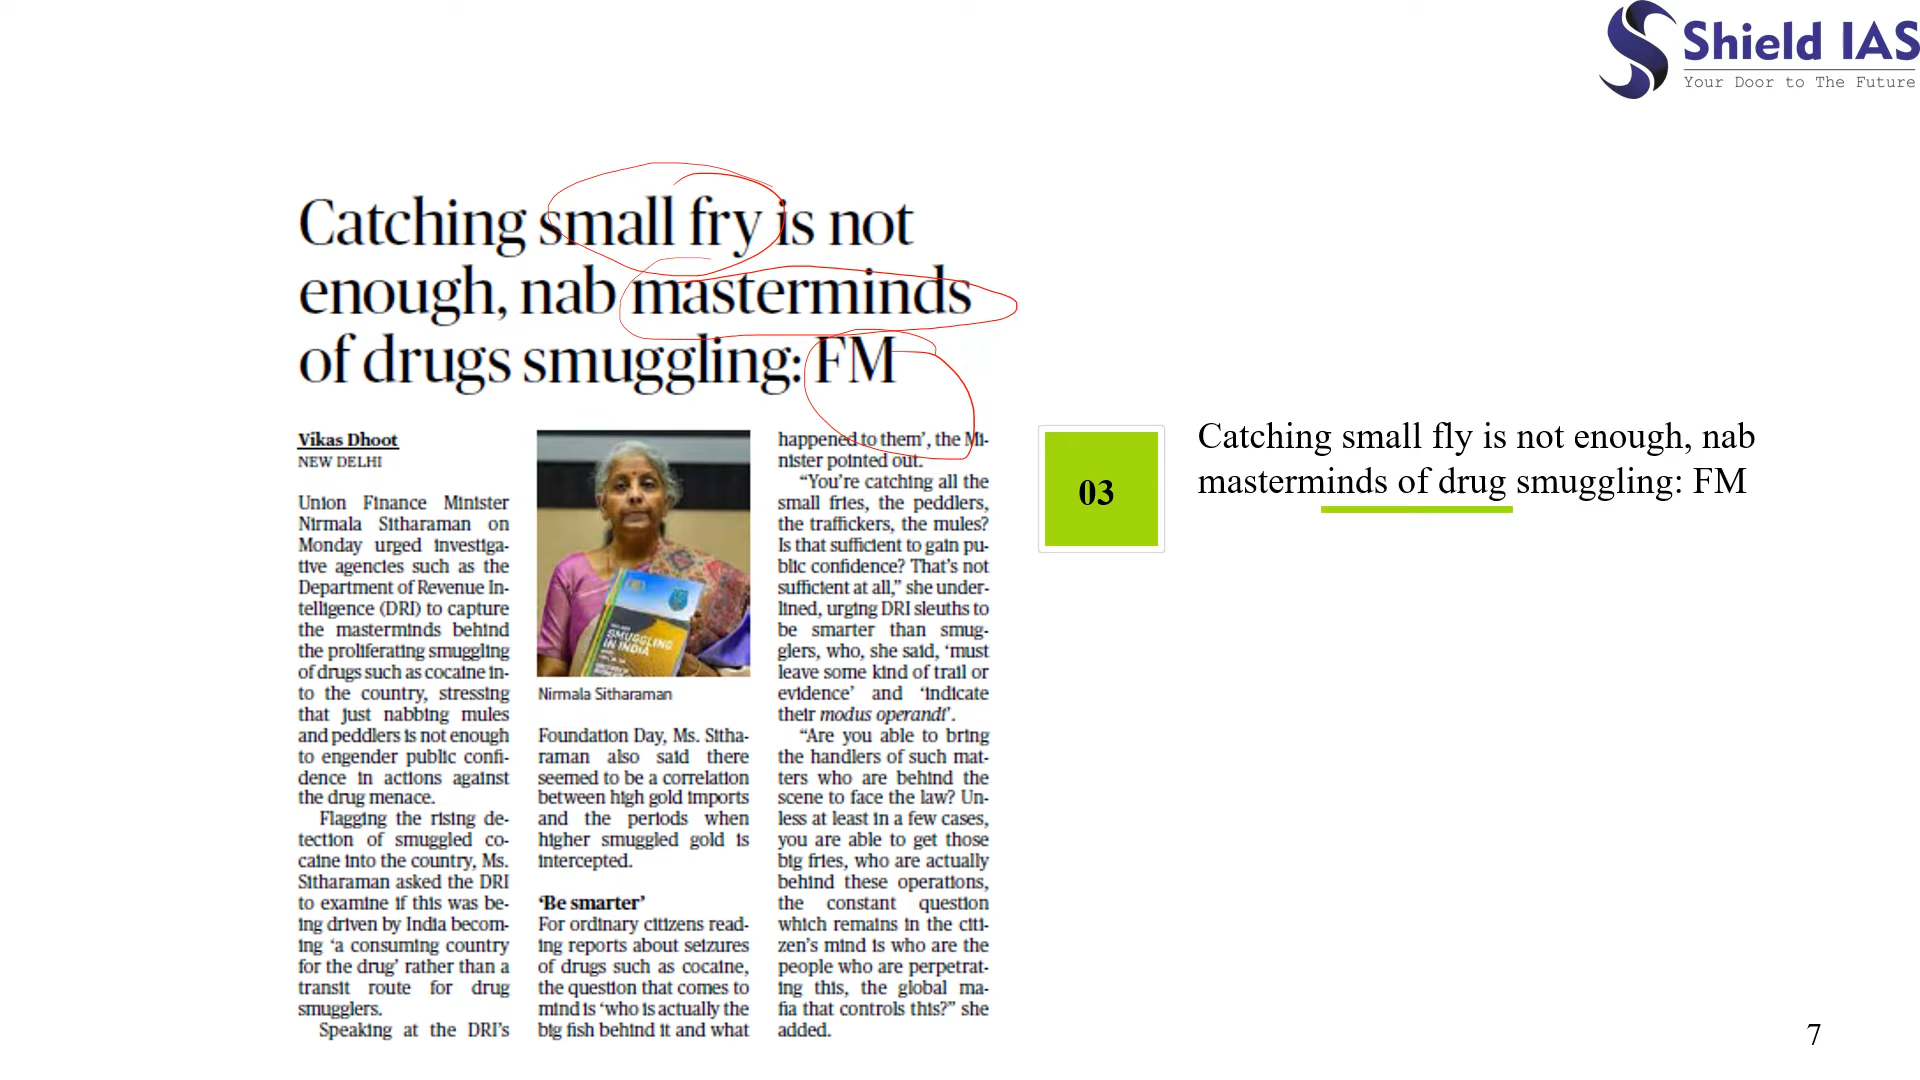 Shield IAS
Your Door to The Future
Catching small fry is not
enough, nab masterminds
of drugs smuggling: FM
Vikas Dhoot
NEW DELHI
Union Finance Minister
Nirmala Sitharaman on
Monday urged investiga-
tive agencies such as the
Department of Revenue In-
telligence (DRI) to capture
the masterminds behind
the proliferating smuggling
of drugs such as cocaine in-
to the country, stressing
that just nabbing mules
and peddlers is not enough
to engender public confi-
dence in actions against
the drug menace.
Flagging the rising de-
tection of smuggled co-
caine into the country, Ms.
Sitharaman asked the DRI
to examine if this was be-
ing driven by India becom-
ing ‘a consuming country
for the drug’ rather than a
transit route for drug
smugglers.
Speaking at the DRI’s
SMUGGLING
IN INDIA
Nirmala Sitharaman
Foundation Day, Ms. Sitha-
raman also said there
seemed to be a correlation
between high gold imports
and the periods when
higher smuggled gold is
intercepted.
‘Be smarter’
For ordinary citizens read-
ing reports about seizures
of drugs such as cocaine,
the question that comes to
mind is ‘who is actually the
big fish behind it and what
happened to them’, the Mi-
nister pointed out.
“You’re catching all the
small fries, the peddlers,
the traffickers, the mules?
Is that sufficient to gain pu-
blic confidence? That’s not
sufficient at all,” she under-
lined, urging DRI sleuths to
be smarter than smug-
glers, who, she said, ‘must
leave some kind of trail or
evidence’ and ‘indicate
their modus operandi’.
“Are you able to bring
the handlers of such mat-
ters who are behind the
scene to face the law? Un-
less at least in a few cases,
you are able to get those
big fries, who are actually
behind these operations,
the constant question
which remains in the citi-
zen’s mind is who are the
people who are perpetrat-
ing this, the global ma-
fia that controls this?” she
added.
03
Catching small fly is not enough, nab
masterminds of drug smuggling: FM
7